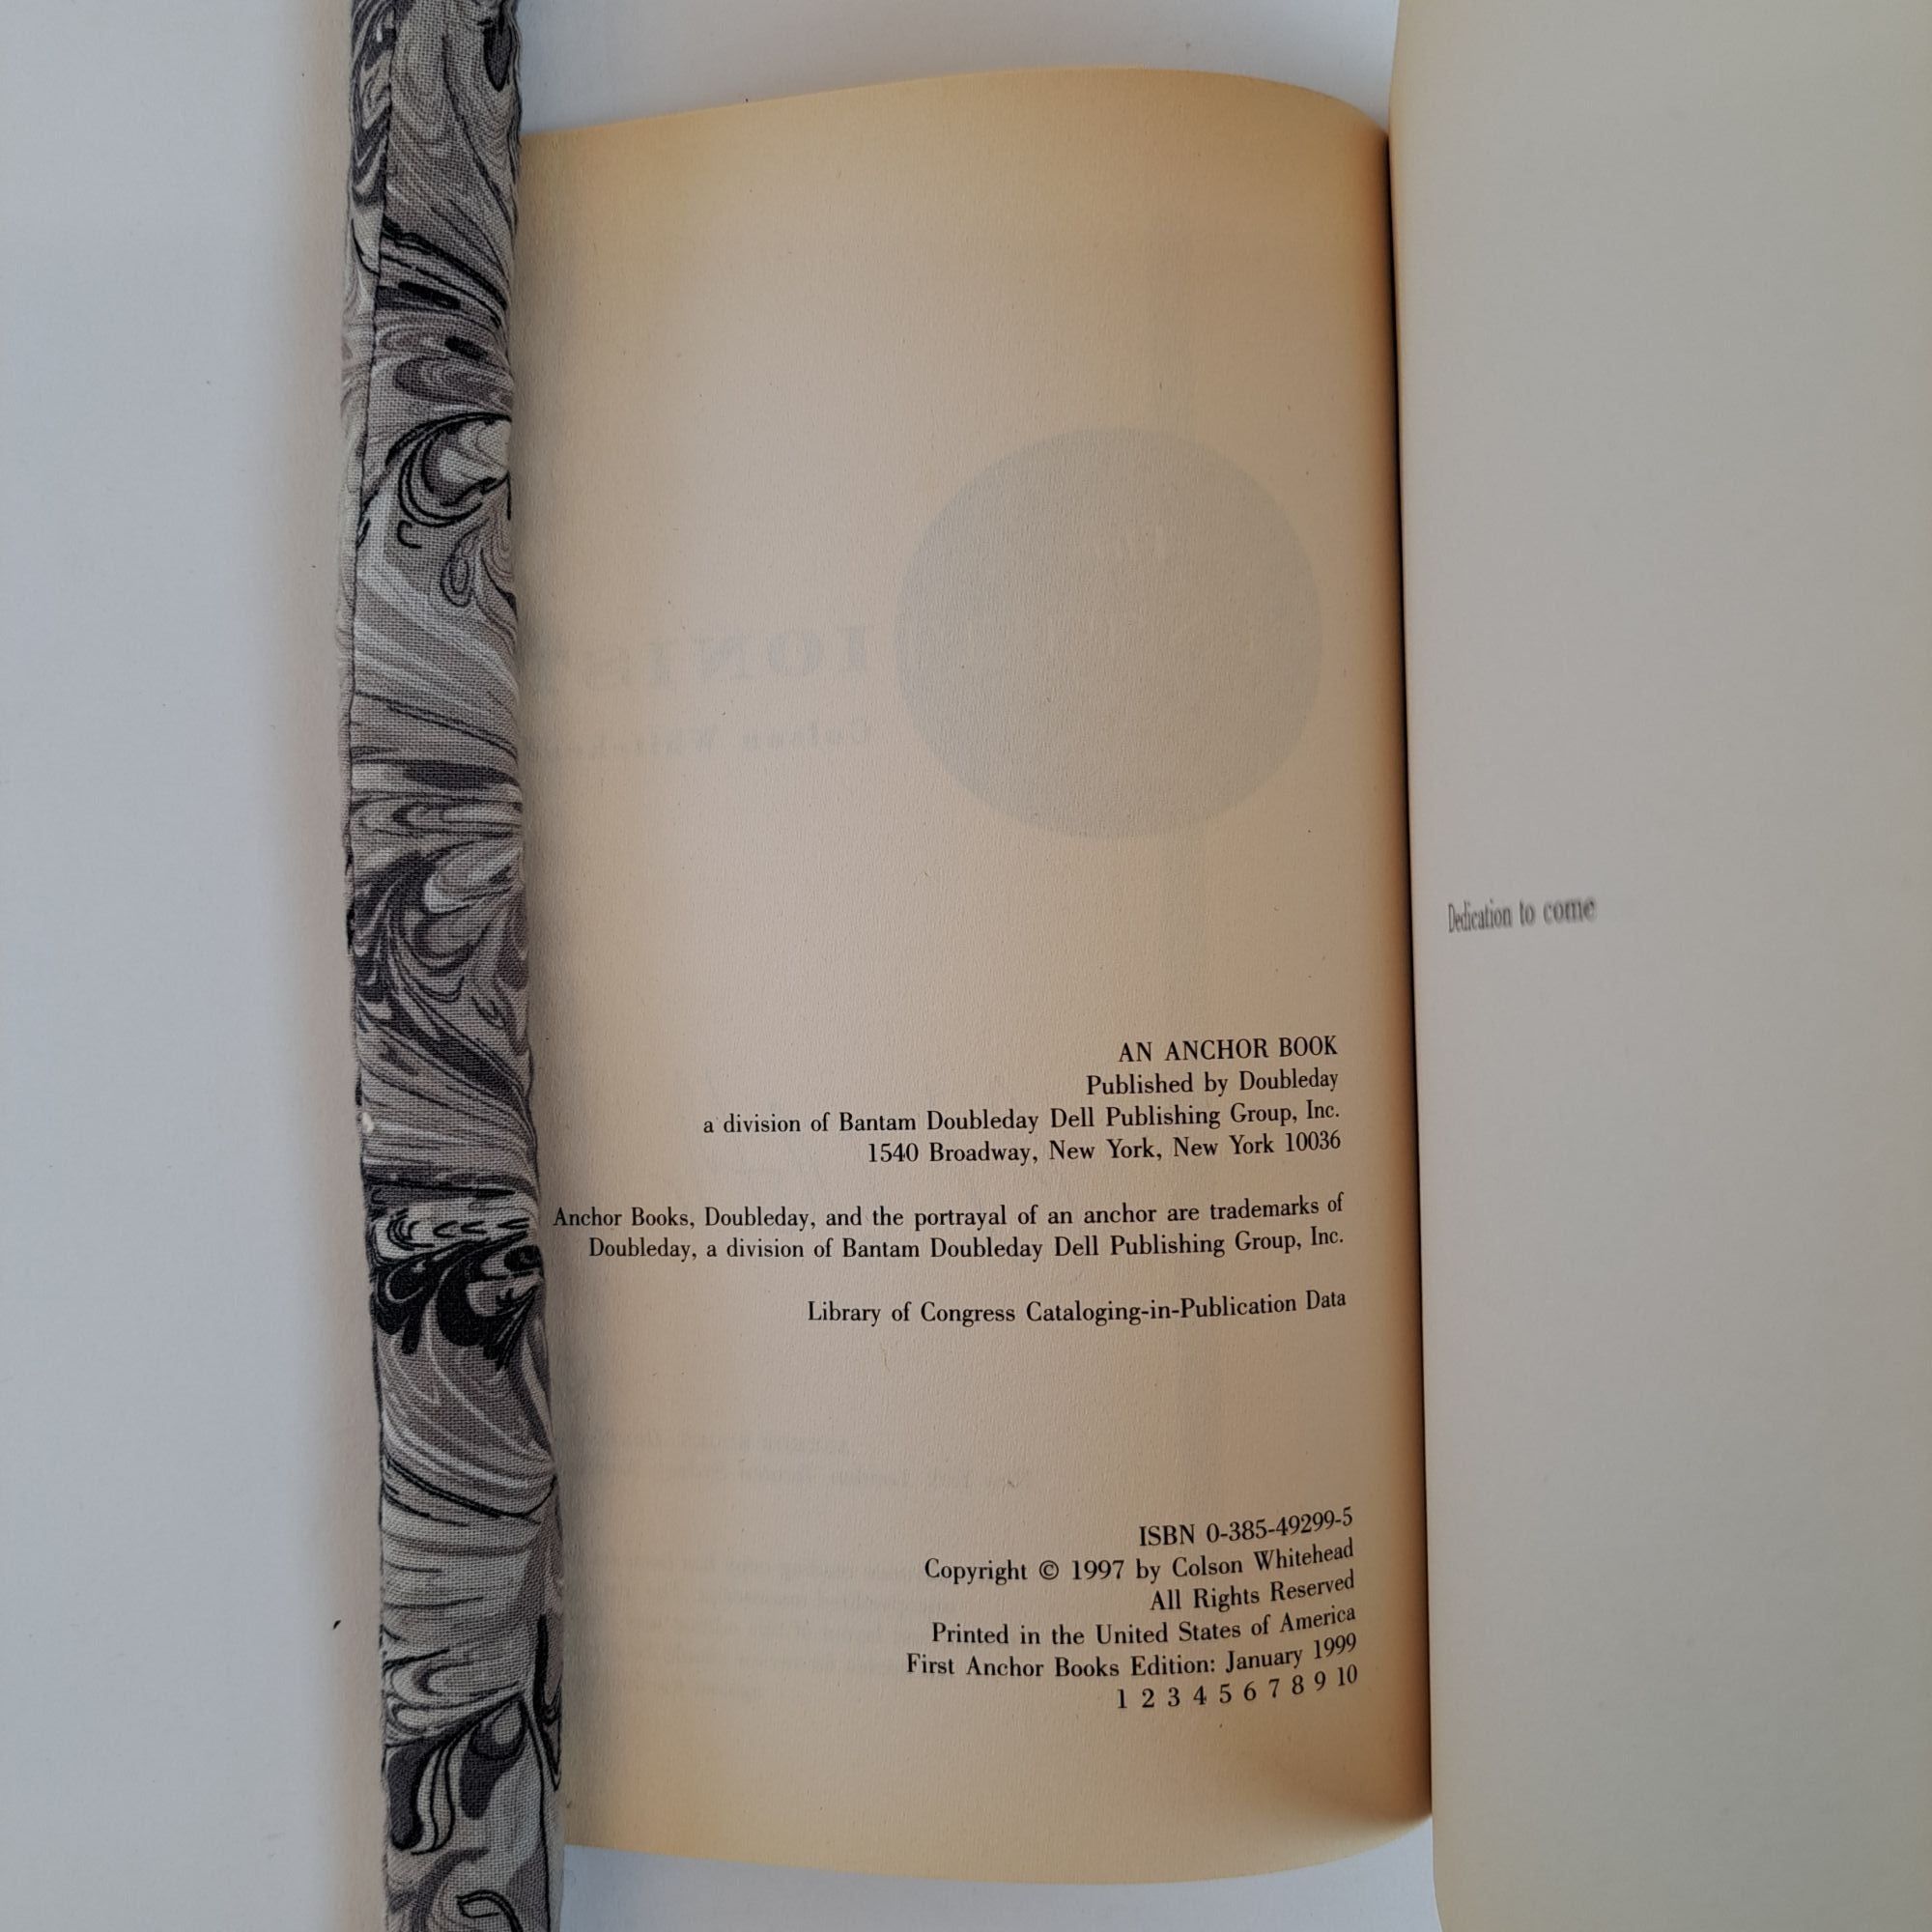 AN ANCHOR BOOK
Published by Doubleday
a division of Bantam Doubleday Dell Publishing Group, Inc.
1540 Broadway, New York, New York 10036
Anchor Books, Doubleday, and the portrayal of an anchor are trademarks of
Doubleday, a division of Bantam Doubleday Dell Publishing Group, Inc.
Library of Congress Cataloging-in-Publication Data
ISBN 0-385-49299-5
Copyright © 1997 by Colson Whitehead
All Rights Reserved
Printed in the United States of America
First Anchor Books Edition: January 1999
1 2 3 4 5 6 7 8 9 10
Dedication to come